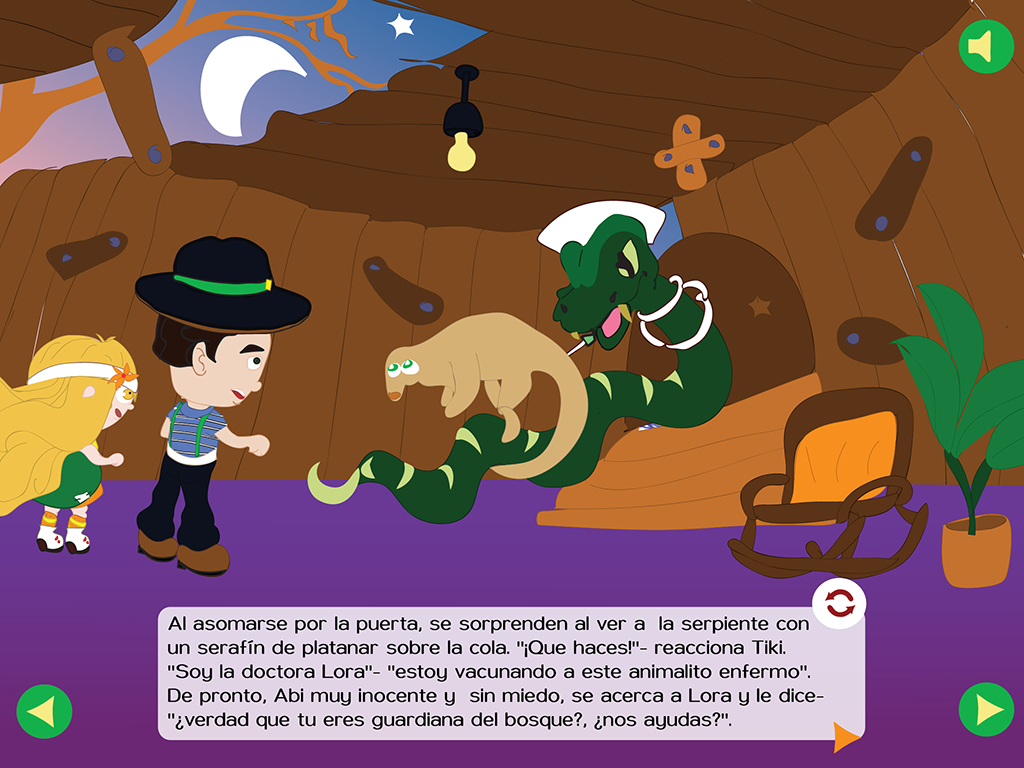 Al asomarse por la puerta, se sorprenden al ver a  la serpiente con
un serafín de platanar sobre la cola. "¡Que haces!"- reacciona Tiki.
"Soy la doctora Lora"- "estoy vacunando a este animalito enfermo".
De pronto, Abi muy inocente y  sin miedo, se acerca a Lora y le dice-
"¿verdad que tu eres guardiana del bosque?, ¿nos ayudas?".